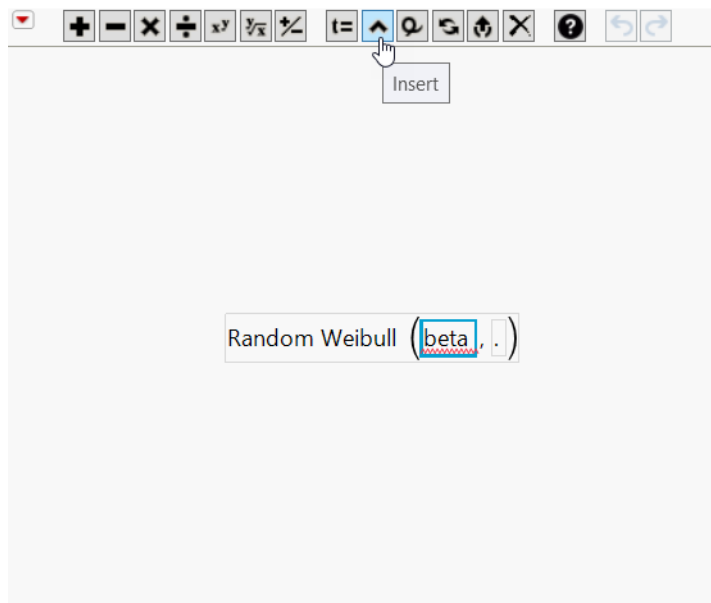 x^y y√x +/- t=
Insert
Random Weibull (beta, .)